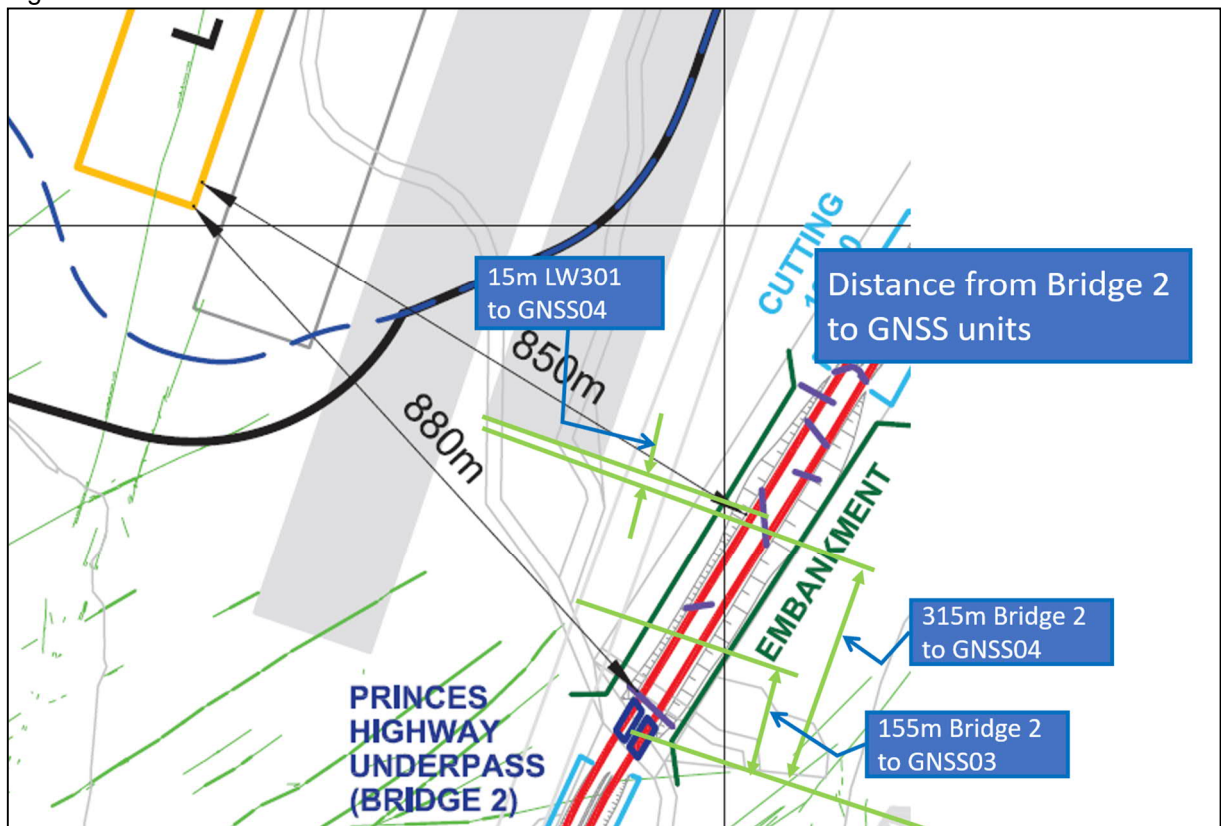 L
CUTTING
15m LW301
to GNSS04
Distance from Bridge 2
to GNSS units
850m
880m
EMBANKMENT
315m Bridge 2
to GNSS04
PRINCES
HIGHWAY
UNDERPASS
(BRIDGE 2)
155m Bridge 2
to GNSS03